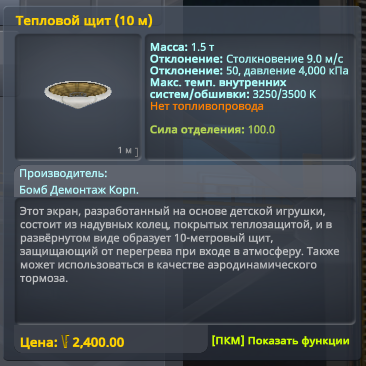 Тепловой щит (10 м)
Масса: 1.5 т
Отклонение: Столкновение 9.0 м/с
Отклонение: 50, давление 4,000 кПа
Макс. темп. внутренних
систем/обшивки: 3250/3500 К
Нет топливопровода
Сила отделения: 100.0
1 м
Производитель:
Бомб Демонтаж Корп.
Этот экран, разработанный на основе детской игрушки,
состоит из надувных колец, покрытых теплозащитой, и в
развёрнутом виде образует 10-метровый щит,
защищающий от перегрева при входе в атмосферу. Также
может использоваться в качестве аэродинамического
тормоза.
Цена: 2,400.00
[ПКМ] Показать функции